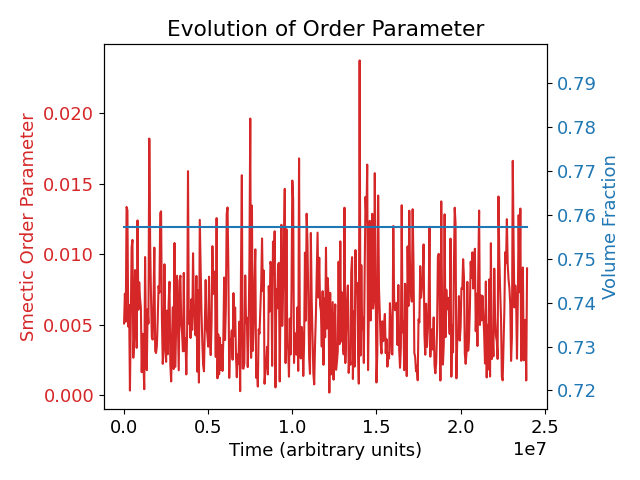 Evolution of Order Parameter
Smectic Order Parameter
0.020
0.015
0.010
0.005
0.000
0.79
0.78
0.77
0.76
0.75
0.74
0.73
0.72
Volume Fraction
0.0 0.5 1.0 1.5 2.0 2.5
1e7
Time (arbitrary units)